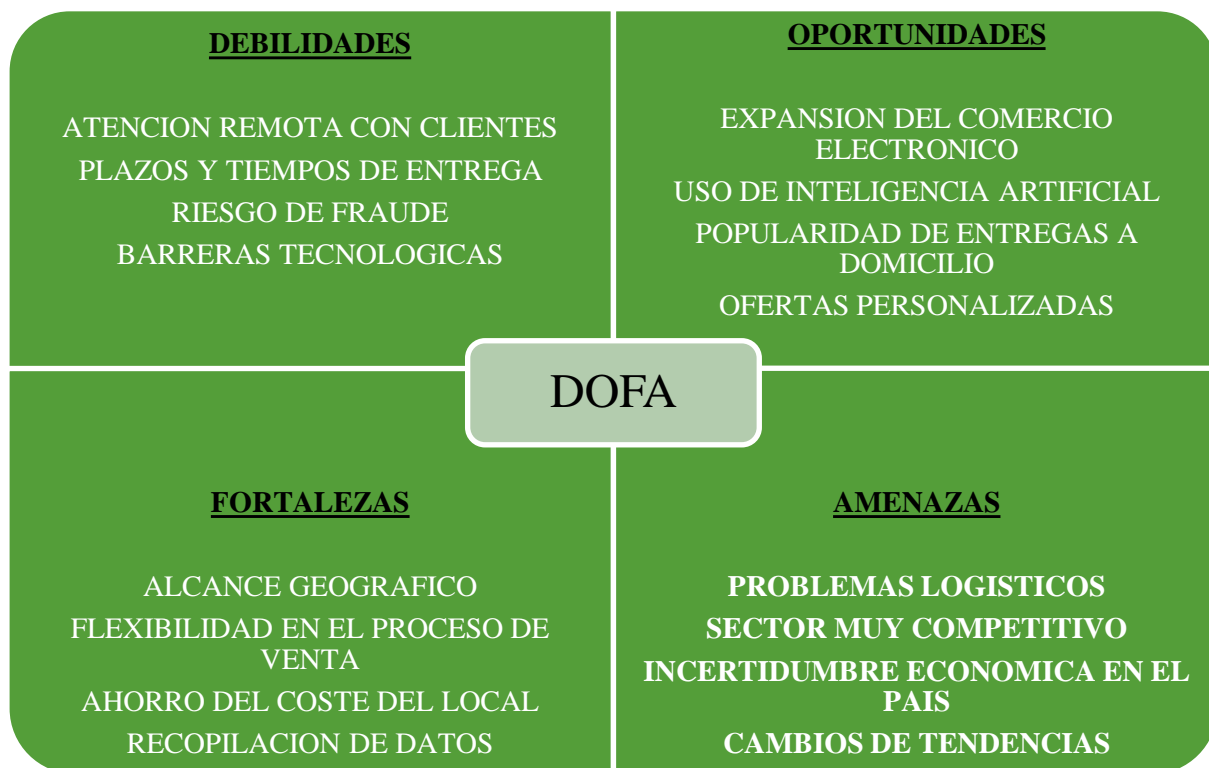 DEBILIDADES
ATENCION REMOTA CON CLIENTES
PLAZOS Y TIEMPOS DE ENTREGA
RIESGO DE FRAUDE
BARRERAS TECNOLOGICAS
OPORTUNIDADES
EXPANSION DEL COMERCIO
ELECTRONICO
USO DE INTELIGENCIA ARTIFICIAL
POPULARIDAD DE ENTREGAS A
DOMICILIO
OFERTAS PERSONALIZADAS
DOFA
FORTALEZAS
ALCANCE GEOGRAFICO
FLEXIBILIDAD EN EL PROCESO DE
VENTA
AHORRO DEL COSTE DEL LOCAL
RECOPILACION DE DATOS
AMENAZAS
PROBLEMAS LOGISTICOS
SECTOR MUY COMPETITIVO
INCERTIDUMBRE ECONOMICA EN EL
PAIS
CAMBIOS DE TENDENCIAS